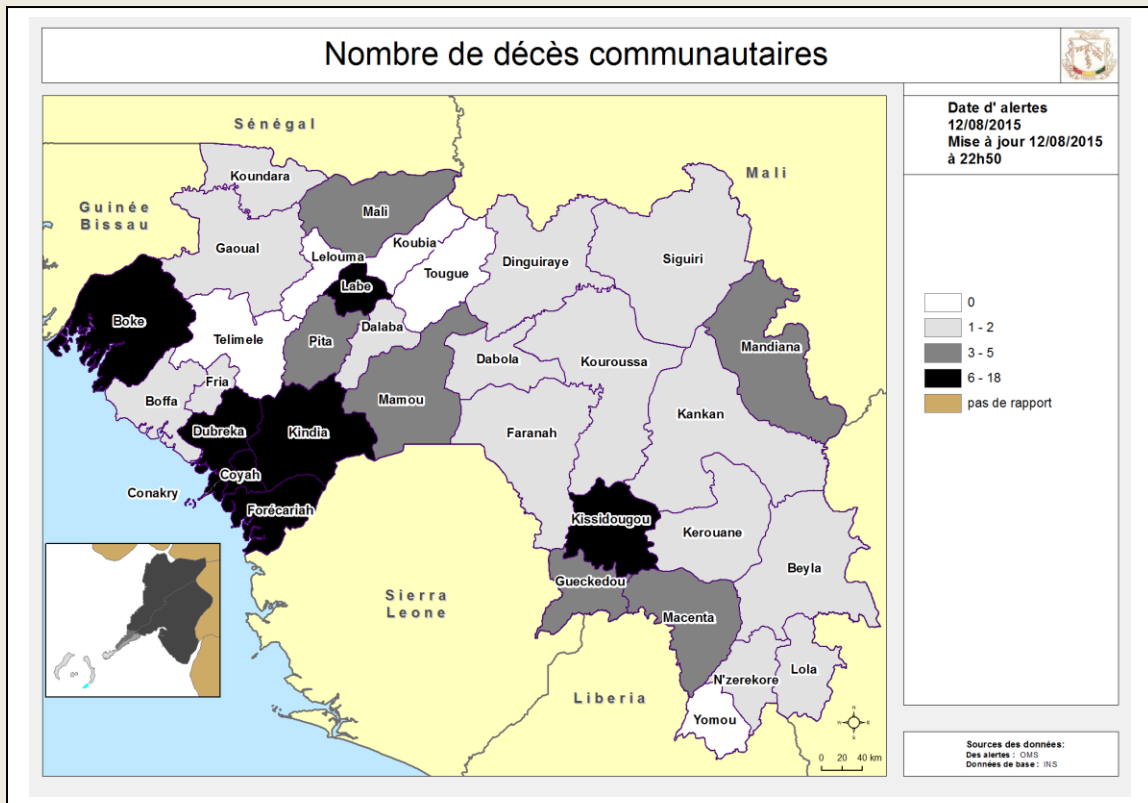 Nombre de décès communautaires
Date d' alertes
12/08/2015
Mise à jour 12/08/2015
à 22h50
Sénégal
Mali
Guinée
Bissau
Koundara
Mali
Gaoual
Lelouma
Koubia
Tougue
Dinguiraye
Siguiri
Labe
Boke
Telimele
Pita
Dalaba
Dabola
Kouroussa
Mandiana
Fria
Boffa
Mamou
Kankan
Dubreka
Kindia
Faranah
Coyah
Conakry
Forécariah
Kissidougou
Kerouane
Beyla
Gueckedou
Sierra
Leone
Macenta
N'zerekore
Lola
Liberia
Yomou
N
W
E
S
0 20 40 km
0
1 - 2
3 - 5
6 - 18
pas de rapport
Sources des données:
Des alertes : OMS
Données de base : INS